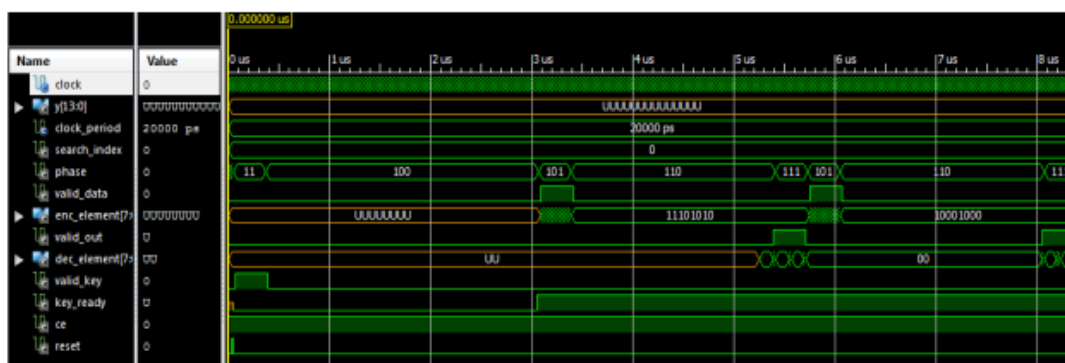 0.000000 us
Name Value 0 us 1 us 2 us 3 us 4 us 5 us 6 us 7 us 8 us
clock 0
y[13:0] UUUUUUUUUUU UUUUUUUUUUUUUU
clock_period 20000 ps 20000 ps
search_index 0 0
phase 0 11 100 101 110 111 101 110 11
valid_data 0
enc_element[7: UUUUUUUU UUUUUUUU 11101010 10001000
valid_out U
dec_element[7: UU UU 00
valid_key 0
key_ready U
ce 0
reset 0